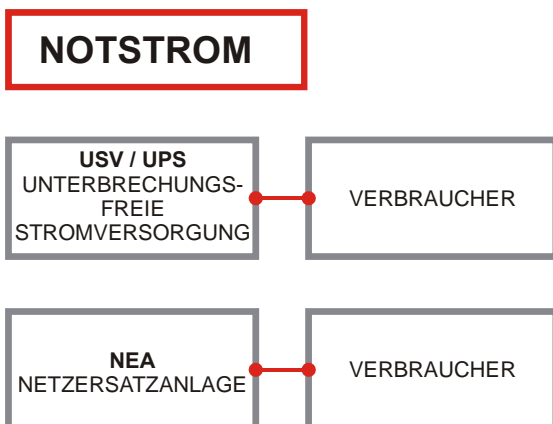 NOTSTROM
USV / UPS
UNTERBRECHUNGS-
FREIE
STROMVERSORGUNG
VERBRAUCHER
NEA
NETZERSATZANLAGE
VERBRAUCHER